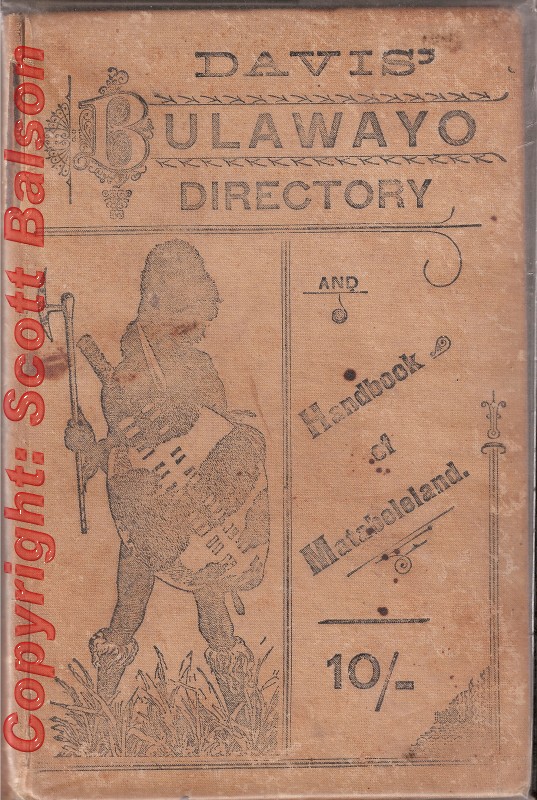 DAVIS'
BULAWAYO
DIRECTORY
AND
Handbook
of
Matabeleland.
10/-
Copyright: Scott Balson